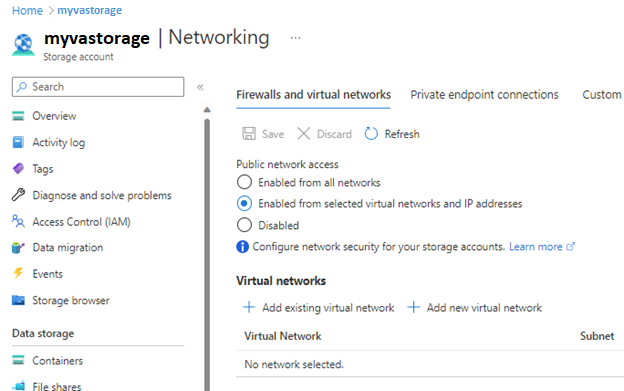 Home > myvastorage
myvastorage | Networking ...
Storage account
Search «
Overview
Activity log
Tags
Diagnose and solve problems
Access Control (IAM)
Data migration
Events
Storage browser
Data storage
Containers
File shares
Firewalls and virtual networks Private endpoint connections Custom
Save Discard Refresh
Public network access
Enabled from all networks
Enabled from selected virtual networks and IP addresses
Disabled
Configure network security for your storage accounts. Learn more
Virtual networks
+ Add existing virtual network + Add new virtual network
Virtual Network Subnet
No network selected.